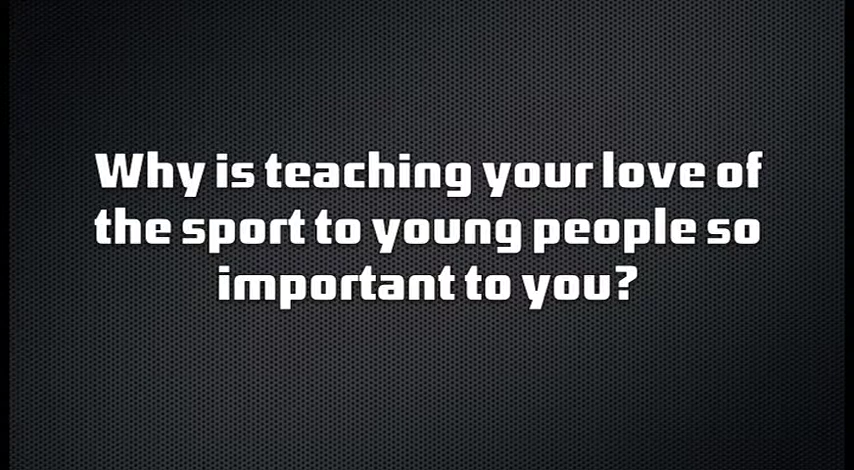 Why is teaching your love of
the sport to young people so
important to you?